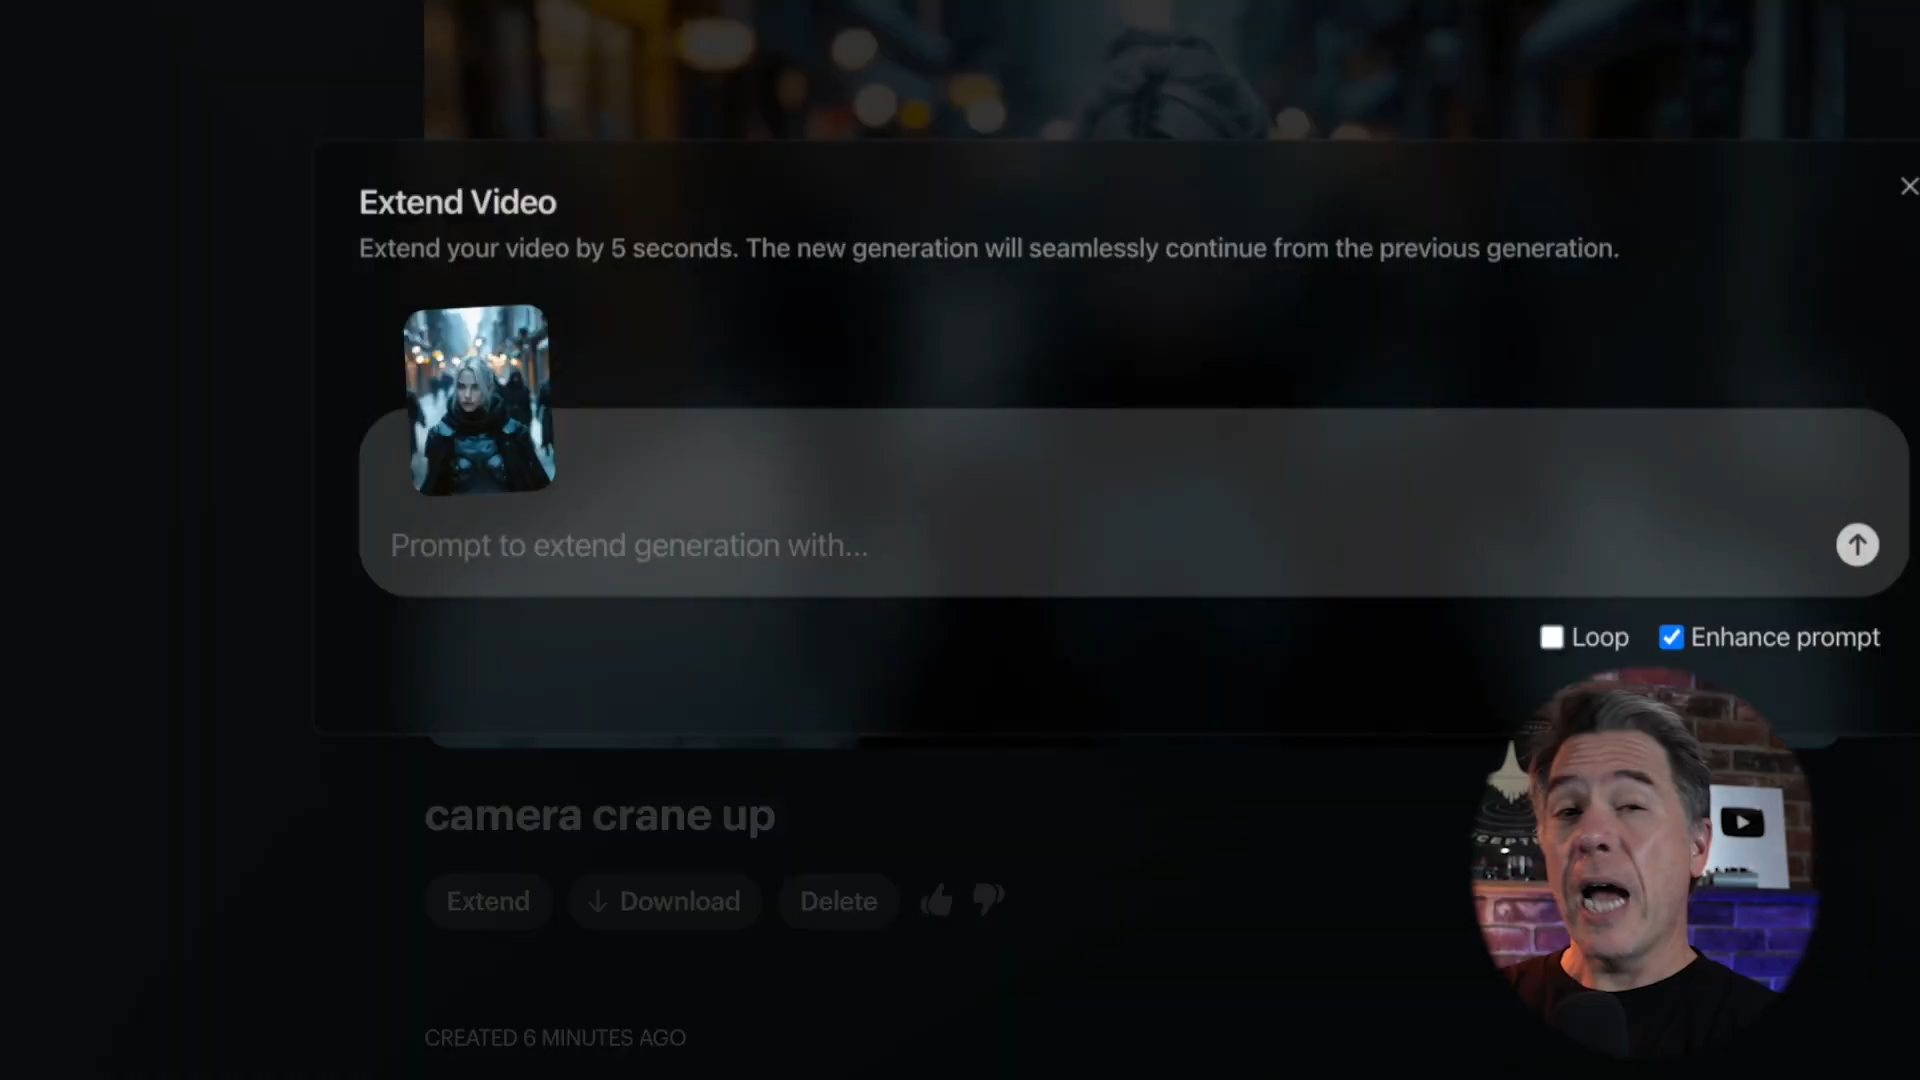 Extend Video
Extend your video by 5 seconds. The new generation will seamlessly continue from the previous generation.
Prompt to extend generation with...
Loop
Enhance prompt
camera crane up
Extend
Download
Delete
CREATED 6 MINUTES AGO